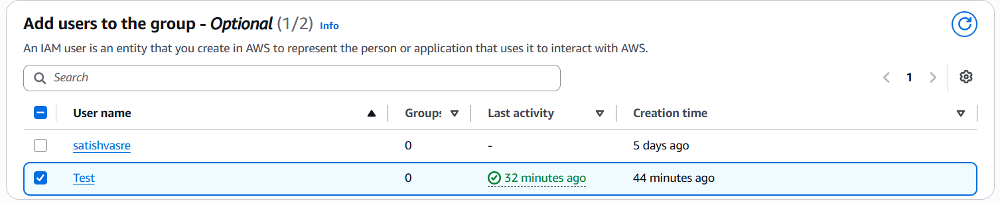 Add users to the group - Optional (1/2) Info
An IAM user is an entity that you create in AWS to represent the person or application that uses it to interact with AWS.
Search
1
User name Groups Last activity Creation time
satishvasre 0 - 5 days ago
Test 0 32 minutes ago 44 minutes ago